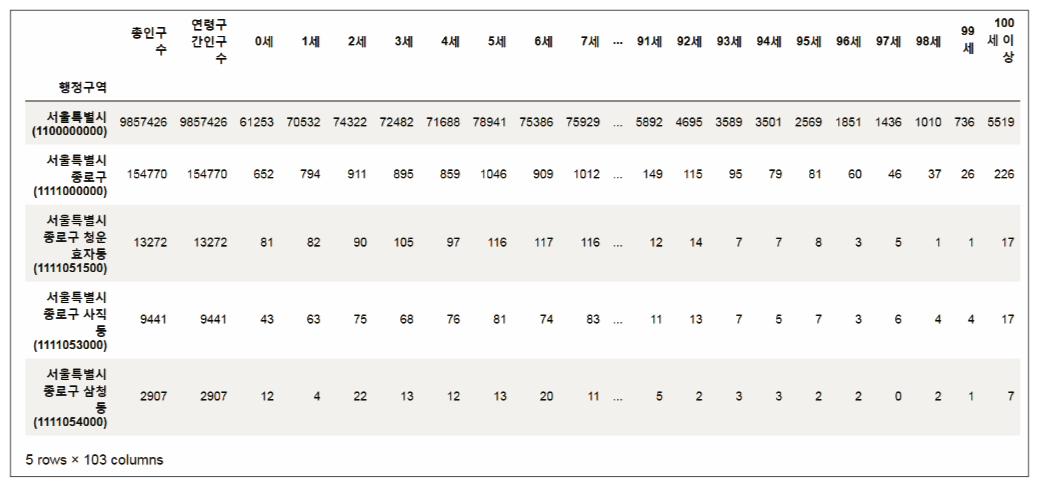 총인구수 연령구간인구수 0세 1세 2세 3세 4세 5세 6세 7세 ... 91세 92세 93세 94세 95세 96세 97세 98세 99세 100세 이상
행정구역
서울특별시 (1100000000) 9857426 9857426 61253 70532 74322 72482 71688 78941 75386 75929 ... 5892 4695 3589 3501 2569 1851 1436 1010 736 5519
서울특별시 종로구 (1111000000) 154770 154770 652 794 911 895 859 1046 909 1012 ... 149 115 95 79 81 60 46 37 26 226
서울특별시 종로구 청운효자동 (1111051500) 13272 13272 81 82 90 105 97 116 117 116 ... 12 14 7 7 8 3 5 1 1 17
서울특별시 종로구 사직동 (1111053000) 9441 9441 43 63 75 68 76 81 74 83 ... 11 13 7 5 7 3 6 4 4 17
서울특별시 종로구 삼청동 (1111054000) 2907 2907 12 4 22 13 12 13 20 11 ... 5 2 3 3 2 2 0 2 1 7
5 rows × 103 columns